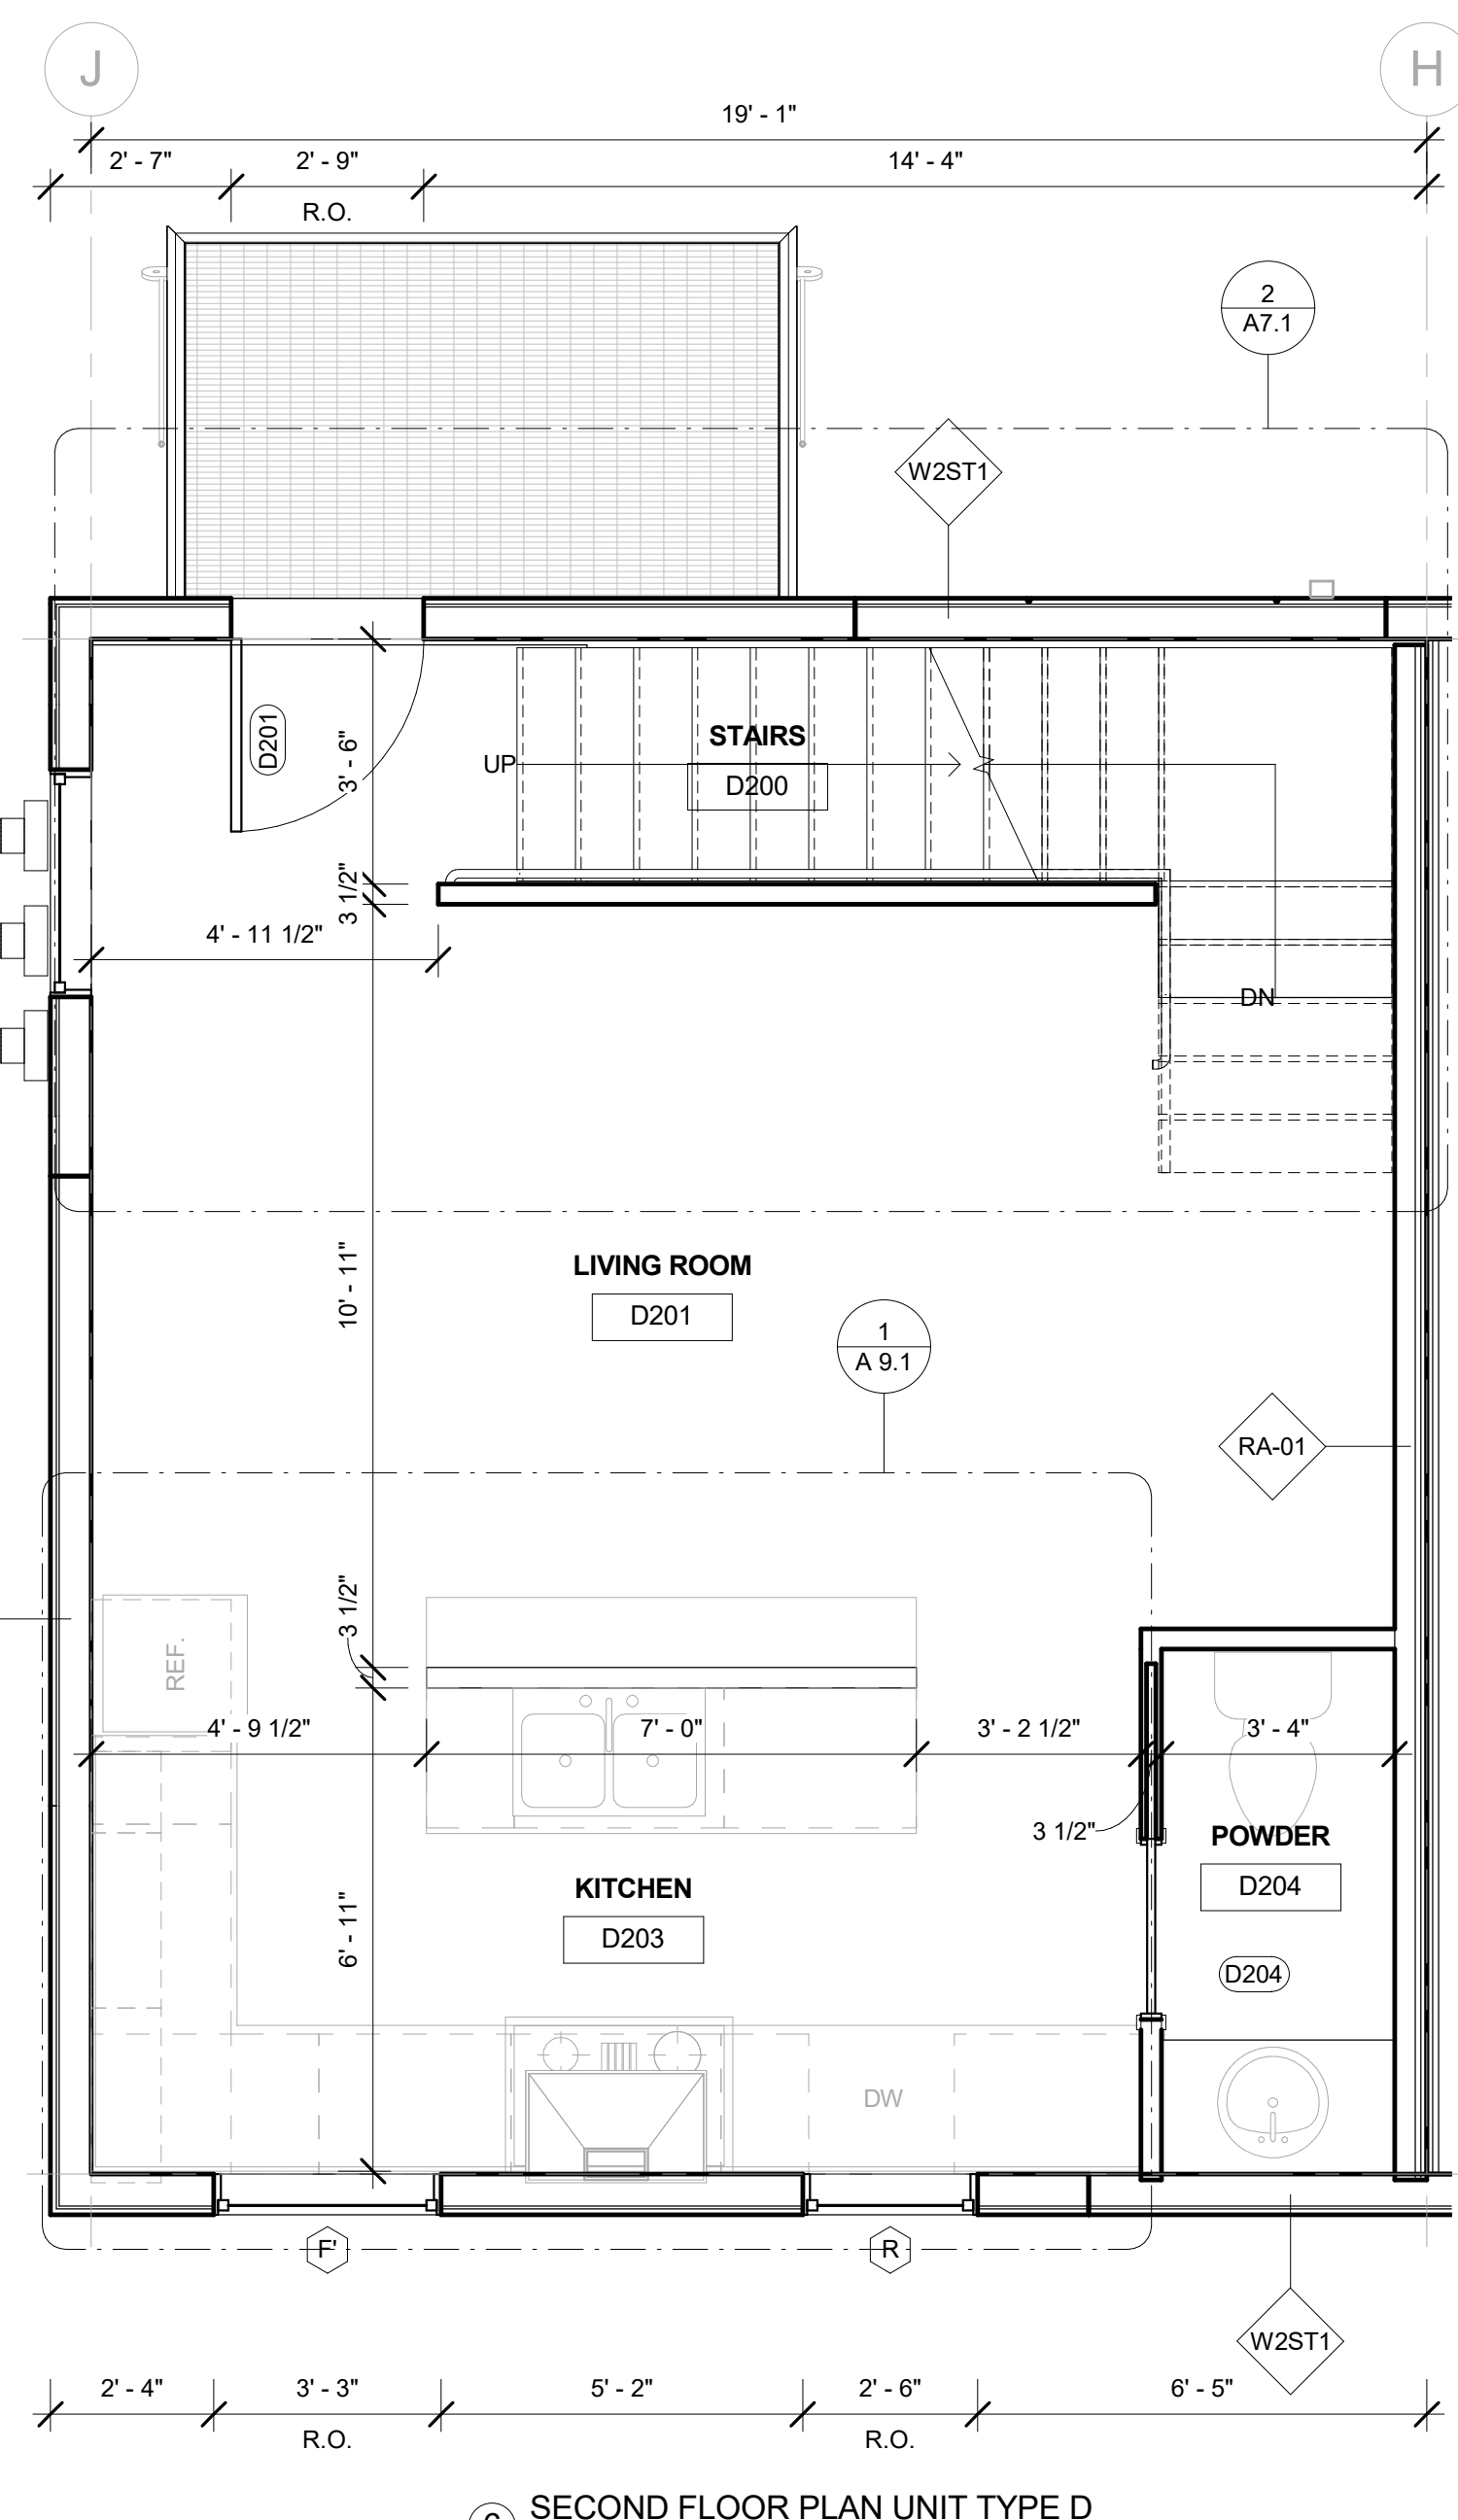 J
H
19' - 1"
2' - 7"
2' - 9"
14' - 4"
R.O.
2
A7.1
W2ST1
D201
3' - 6"
UP
STAIRS
D200
3 1/2"
4' - 11 1/2"
DN
10' - 11"
LIVING ROOM
D201
1
A 9.1
RA-01
3 1/2"
REF.
4' - 9 1/2"
7' - 0"
3' - 2 1/2"
3' - 4"
3 1/2"
POWDER
D204
KITCHEN
D203
6' - 11"
D204
DW
F'
R
W2ST1
2' - 4"
3' - 3"
5' - 2"
2' - 6"
6' - 5"
R.O.
R.O.
SECOND FLOOR PLAN UNIT TYPE D